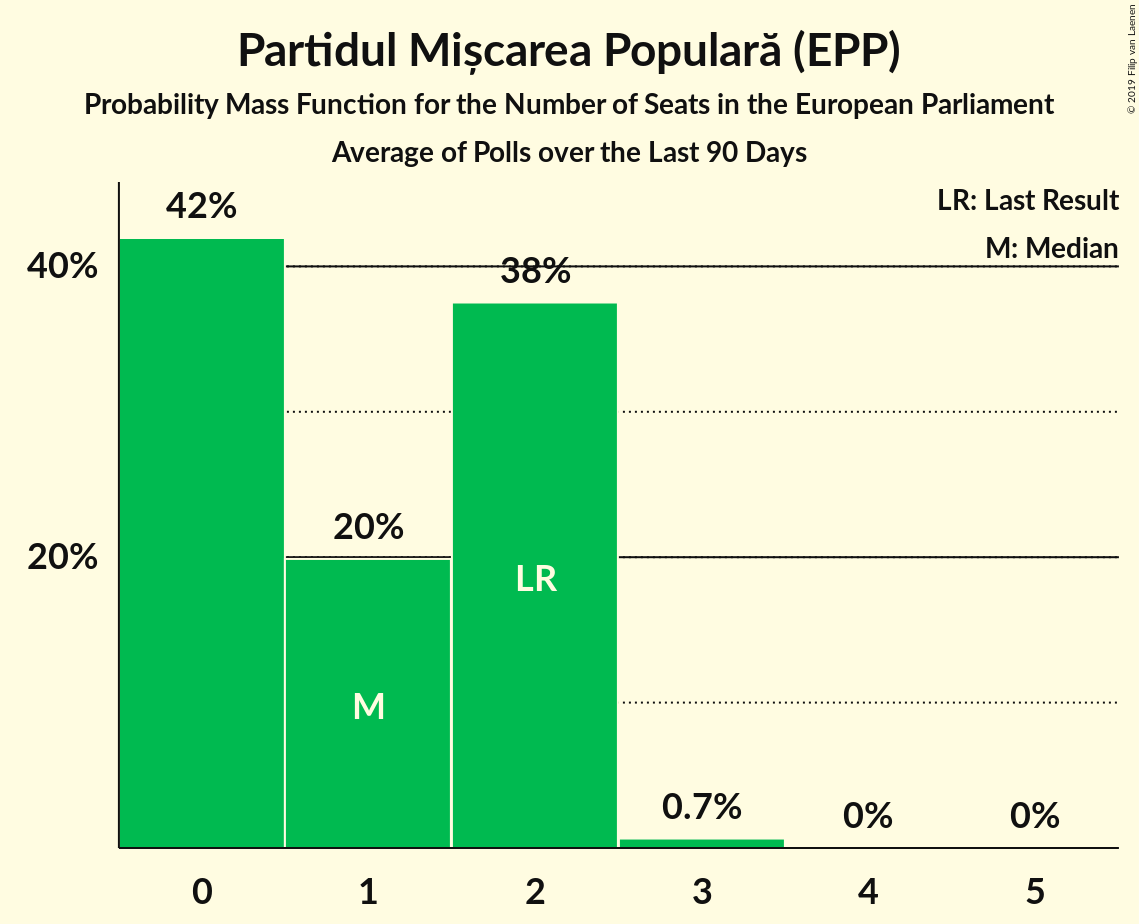 Partidul Mișcarea Populară (EPP)
Probability Mass Function for the Number of Seats in the European Parliament
Average of Polls over the Last 90 Days
© 2019 Filip van Laenen
LR: Last Result
M: Median
42%
40%
38%
20%
20%
LR
M
0.7%
0%
0%
0 1 2 3 4 5